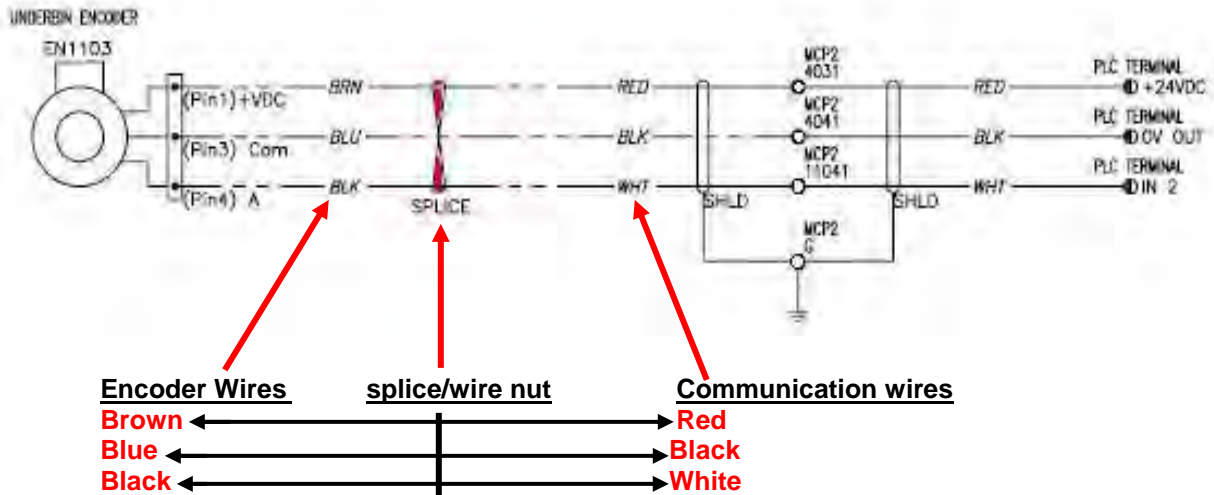 UNDERBIN ENCODER
EN1103
MCP2
4031
PLC TERMINAL
(Pin1)+VDC BRN RED RED +24VDC
MCP2
4041
PLC TERMINAL
(Pin3) Com BLU BLK BLK 0V OUT
MCP2
11041
PLC TERMINAL
(Pin4) A BLK SPLICE WHT SHLD SHLD WHT IN 2
MCP2
G
Encoder Wires splice/wire nut Communication wires
Brown Red
Blue Black
Black White